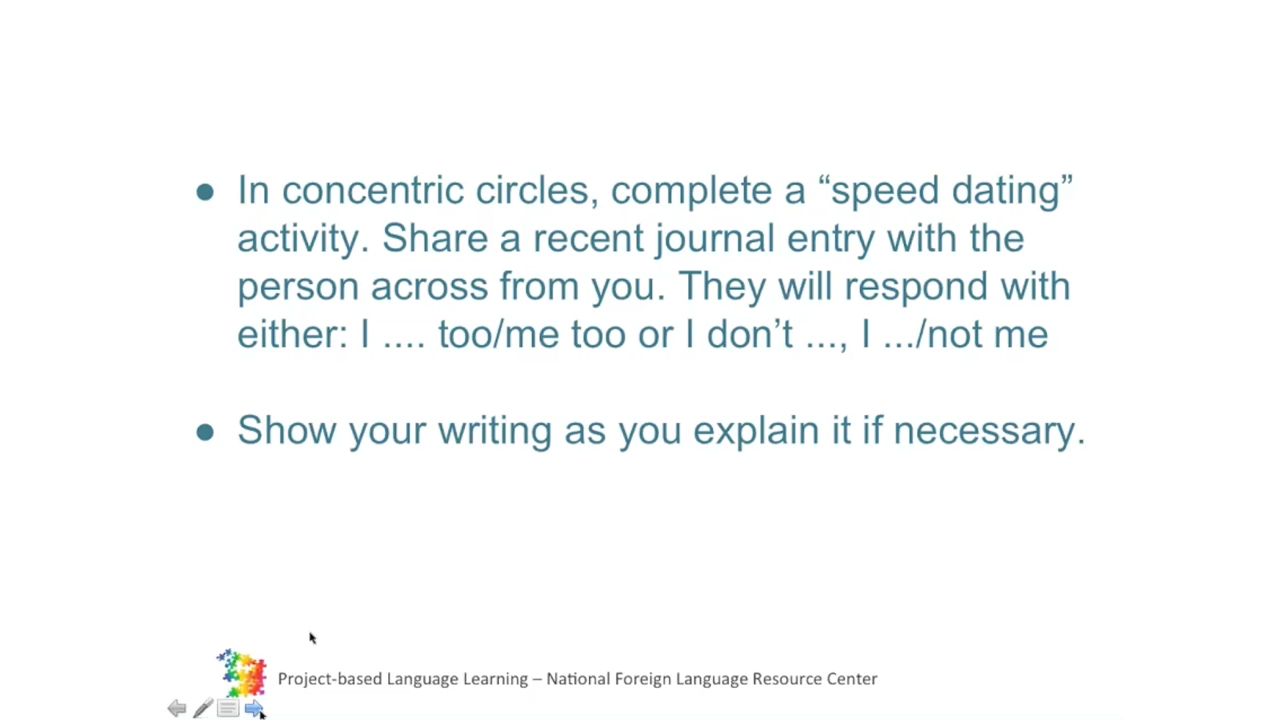 ● In concentric circles, complete a “speed dating”
activity. Share a recent journal entry with the
person across from you. They will respond with
either: I .... too/me too or I don’t ..., I .../not me
● Show your writing as you explain it if necessary.
Project-based Language Learning – National Foreign Language Resource Center